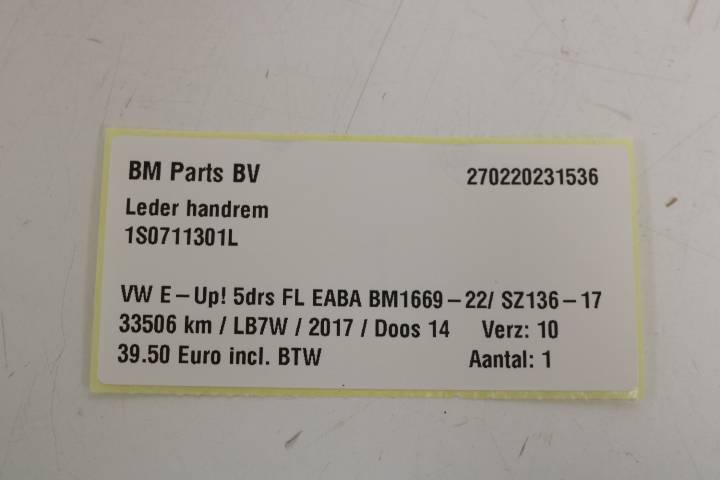 BM Parts BV 270220231536
Leder handrem
1S0711301L
VW E-Up! 5drs FL EABA BM1669-22/ SZ136-17
33506 km / LB7W / 2017 / Doos 14 Verz: 10
39.50 Euro incl. BTW Aantal: 1